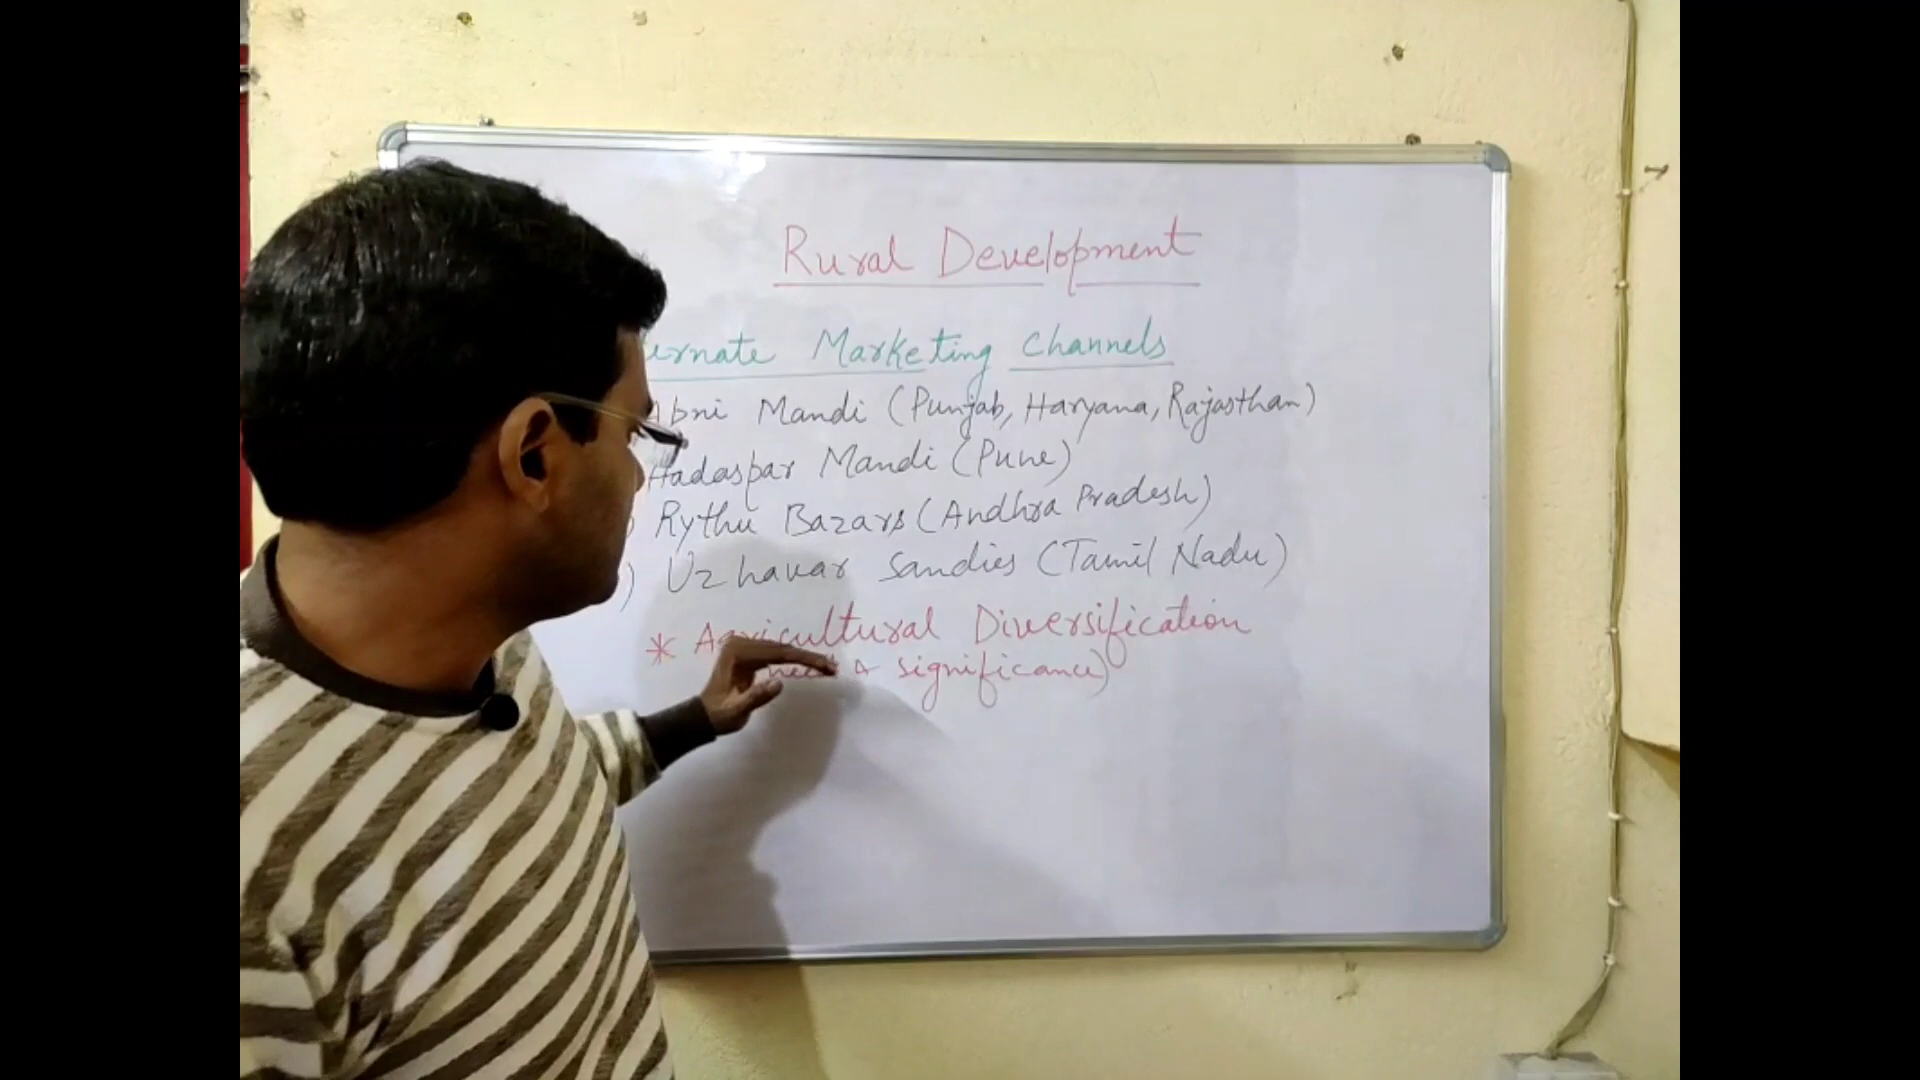 Rural Development
ernate Marketing Channels
Apni Mandi (Punjab, Haryana, Rajasthan)
Hadaspar Mandi (Pune)
) Rythu Bazars (Andhra Pradesh)
) Uzhavar Sandies (Tamil Nadu)
* Agricultural Diversification
need & significance)